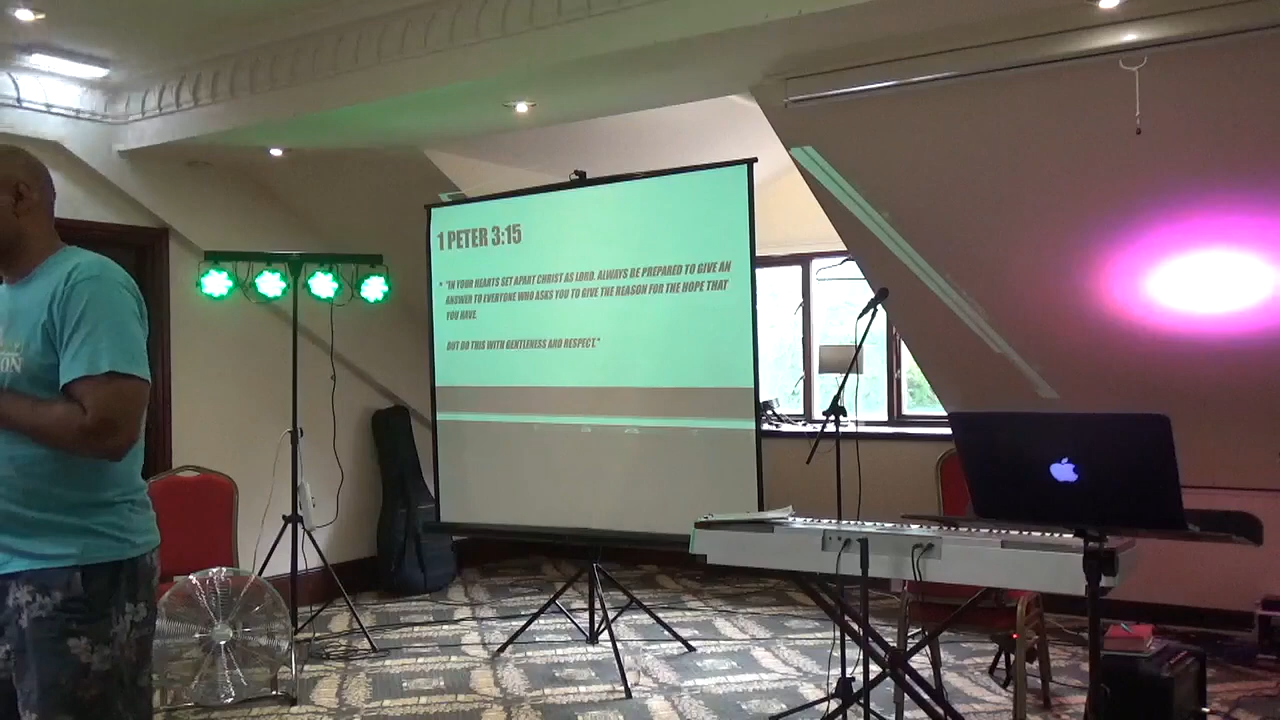 1 PETER 3:15
• "IN YOUR HEARTS SET APART CHRIST AS LORD. ALWAYS BE PREPARED TO GIVE AN
ANSWER TO EVERYONE WHO ASKS YOU TO GIVE THE REASON FOR THE HOPE THAT
YOU HAVE.
BUT DO THIS WITH GENTLENESS AND RESPECT."